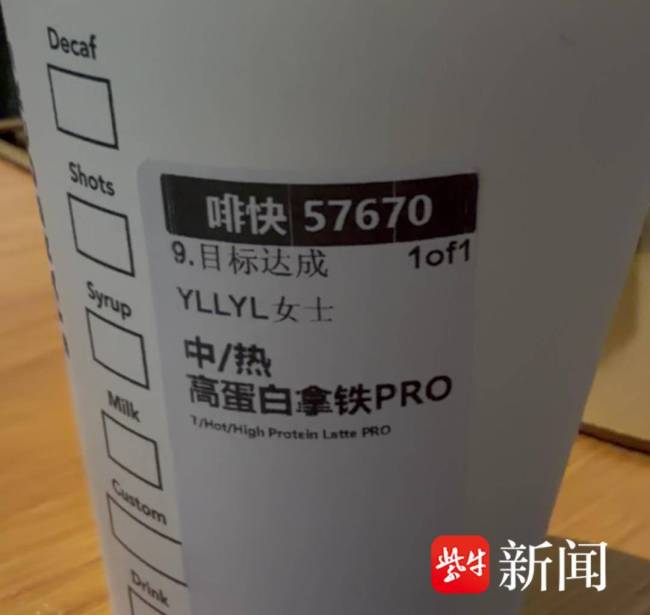 Decaf
Shots
Syrup
Milk
Custom
Drink
啡快 57670
9.目标达成 1of1
YLLYL女士
中/热
高蛋白拿铁PRO
T/Hot/High Protein Latte PRO
紫牛新闻